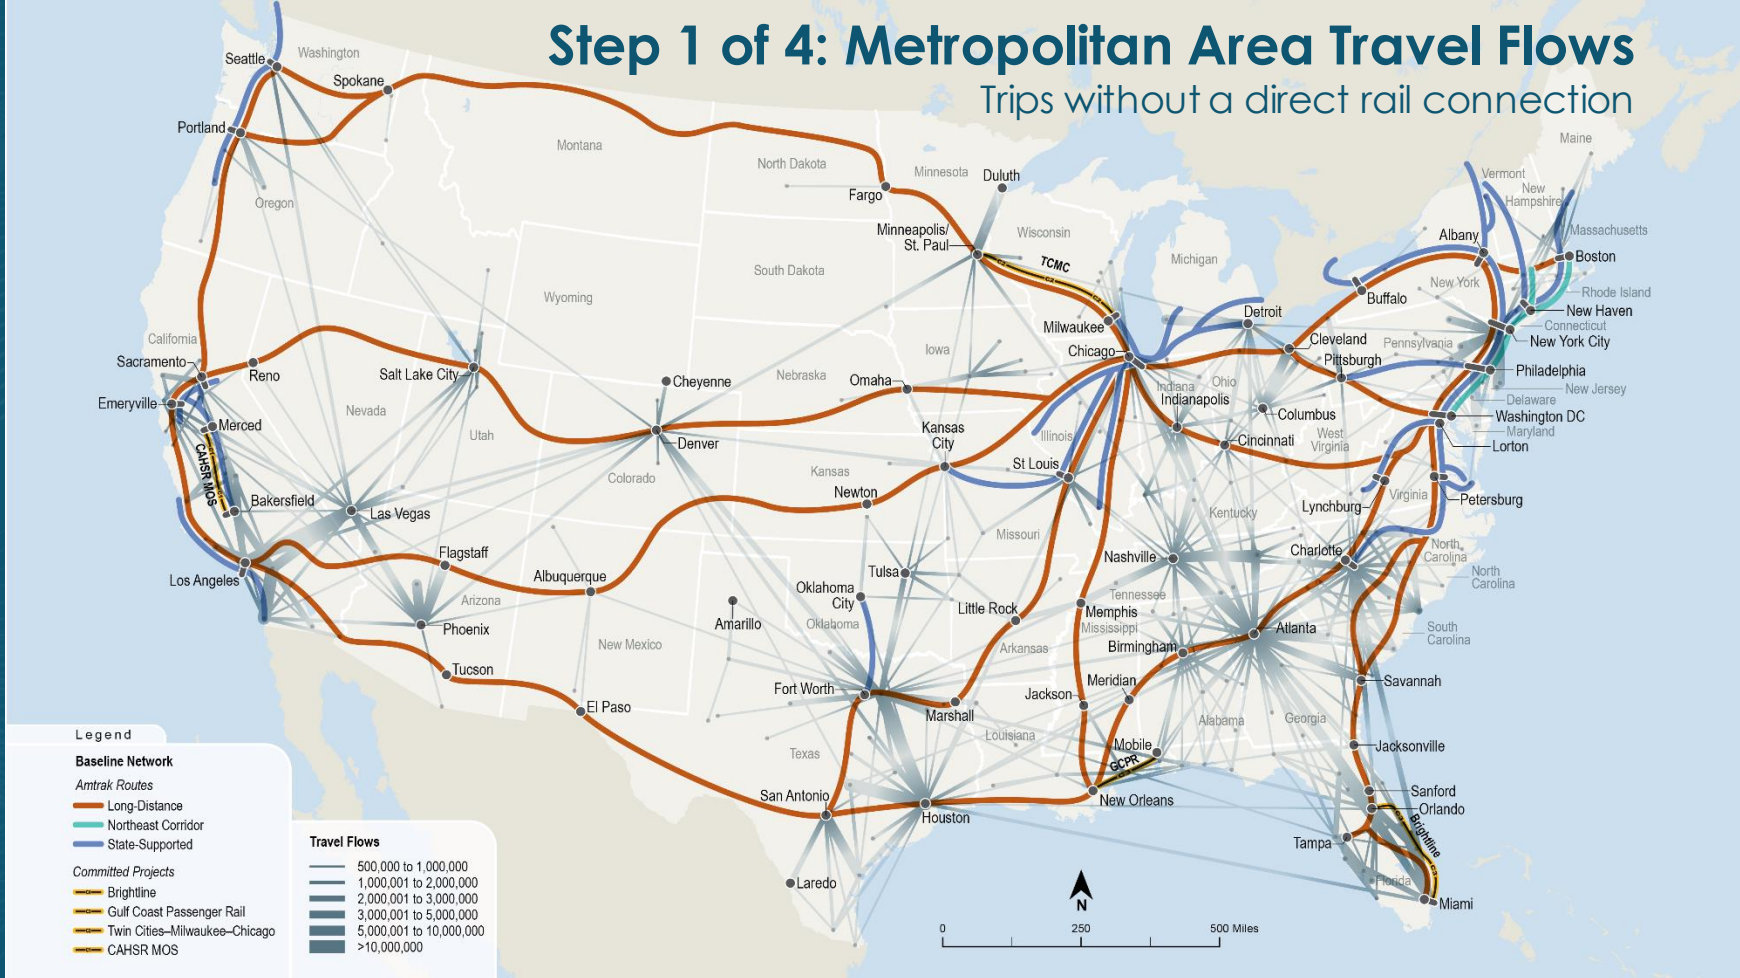 Step 1 of 4: Metropolitan Area Travel Flows
Trips without a direct rail connection
Seattle
Washington
Spokane
Portland
Montana
North Dakota
Minnesota
Duluth
Fargo
Oregon
Minneapolis/
St. Paul
Wisconsin
TCMC
Michigan
Maine
Vermont
New
Hampshire
Massachusetts
Albany
Boston
New York
Buffalo
Rhode Island
New Haven
Connecticut
New York City
South Dakota
Wyoming
California
Sacramento
Reno
Salt Lake City
Emeryville
Nevada
Merced
Utah
CAHSR MOS
Bakersfield
Las Vegas
Cheyenne
Nebraska
Iowa
Omaha
Denver
Colorado
Kansas
City
Kansas
Newton
Milwaukee
Chicago
Detroit
Cleveland
Pittsburgh
Pennsylvania
Philadelphia
New Jersey
Delaware
Washington DC
Maryland
Lorton
Indiana
Ohio
Indianapolis
Columbus
Illinois
Cincinnati
West
Virginia
St Louis
Virginia
Petersburg
Lynchburg
Kentucky
Missouri
Nashville
Charlotte
North
Carolina
North
Carolina
Tennessee
Los Angeles
Flagstaff
Albuquerque
Arizona
Phoenix
New Mexico
Tucson
El Paso
Amarillo
Tulsa
Oklahoma
City
Oklahoma
Little Rock
Arkansas
Memphis
Mississippi
Birmingham
Atlanta
South
Carolina
Fort Worth
Marshall
Jackson
Meridian
Savannah
Louisiana
Alabama
Georgia
Texas
Mobile
GCPR
Jacksonville
San Antonio
Houston
New Orleans
Sanford
Orlando
Brightline
Tampa
Laredo
Florida
Miami
N
0
250
500 Miles
Legend
Baseline Network
Amtrak Routes
Long-Distance
Northeast Corridor
State-Supported
Committed Projects
Brightline
Gulf Coast Passenger Rail
Twin Cities–Milwaukee–Chicago
CAHSR MOS
Travel Flows
500,000 to 1,000,000
1,000,001 to 2,000,000
2,000,001 to 3,000,000
3,000,001 to 5,000,000
5,000,001 to 10,000,000
>10,000,000